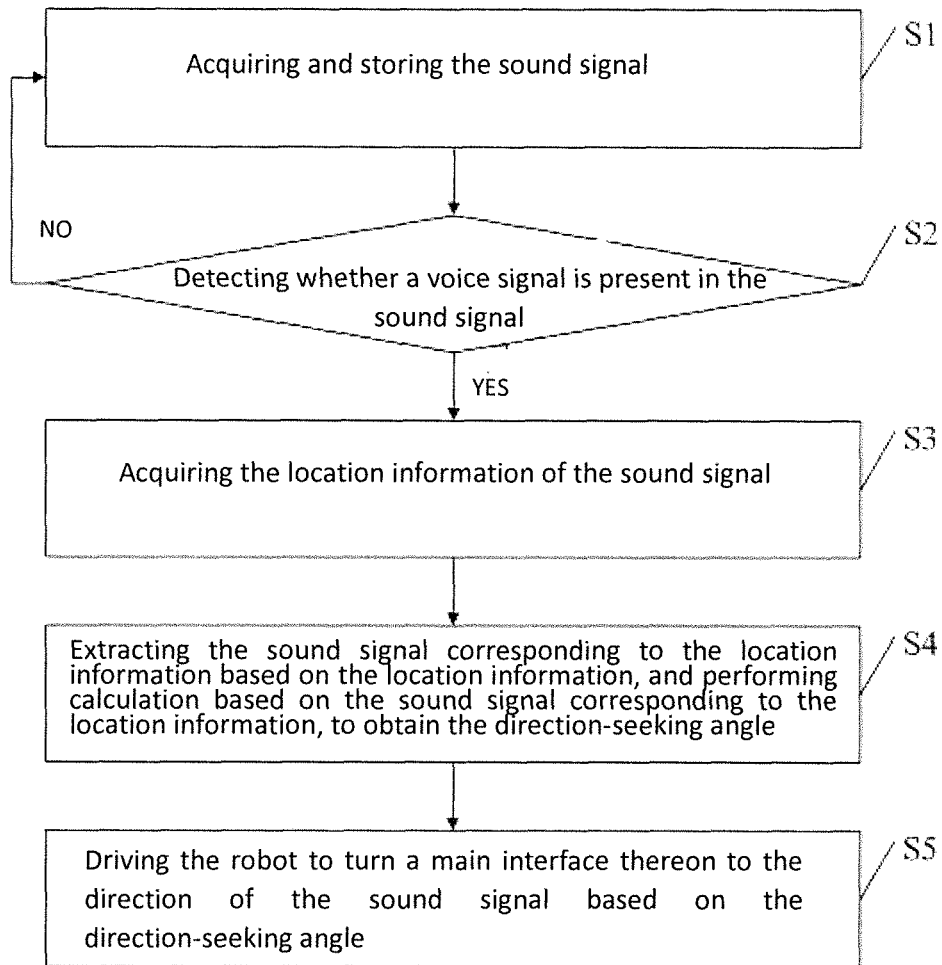 S1
Acquiring and storing the sound signal
NO
S2
Detecting whether a voice signal is present in the
sound signal
YES
S3
Acquiring the location information of the sound signal
S4
Extracting the sound signal corresponding to the location
information based on the location information, and performing
calculation based on the sound signal corresponding to the
location information, to obtain the direction-seeking angle
S5
Driving the robot to turn a main interface thereon to the
direction of the sound signal based on the
direction-seeking angle